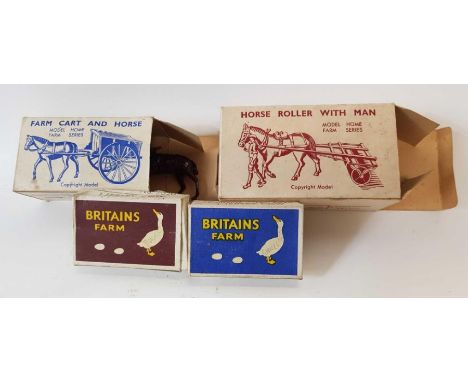 FARM CART AND HORSE
MODEL HOME
FARM SERIES
Copyright Model
HORSE ROLLER WITH MAN
MODEL HOME
FARM SERIES
Copyright Model
BRITAINS
FARM
BRITAINS
FARM